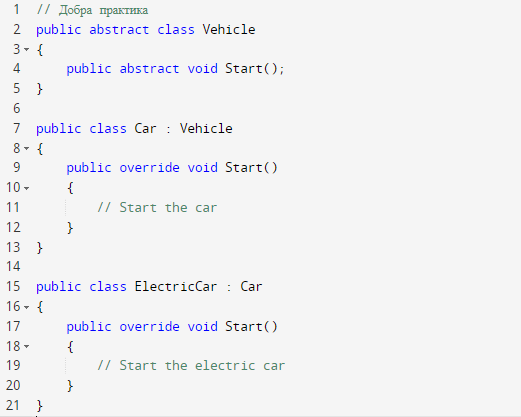 1 // Добра практика
2 public abstract class Vehicle
3 {
4 public abstract void Start();
5 }
6
7 public class Car : Vehicle
8 {
9 public override void Start()
10 {
11 // Start the car
12 }
13 }
14
15 public class ElectricCar : Car
16 {
17 public override void Start()
18 {
19 // Start the electric car
20 }
21 }